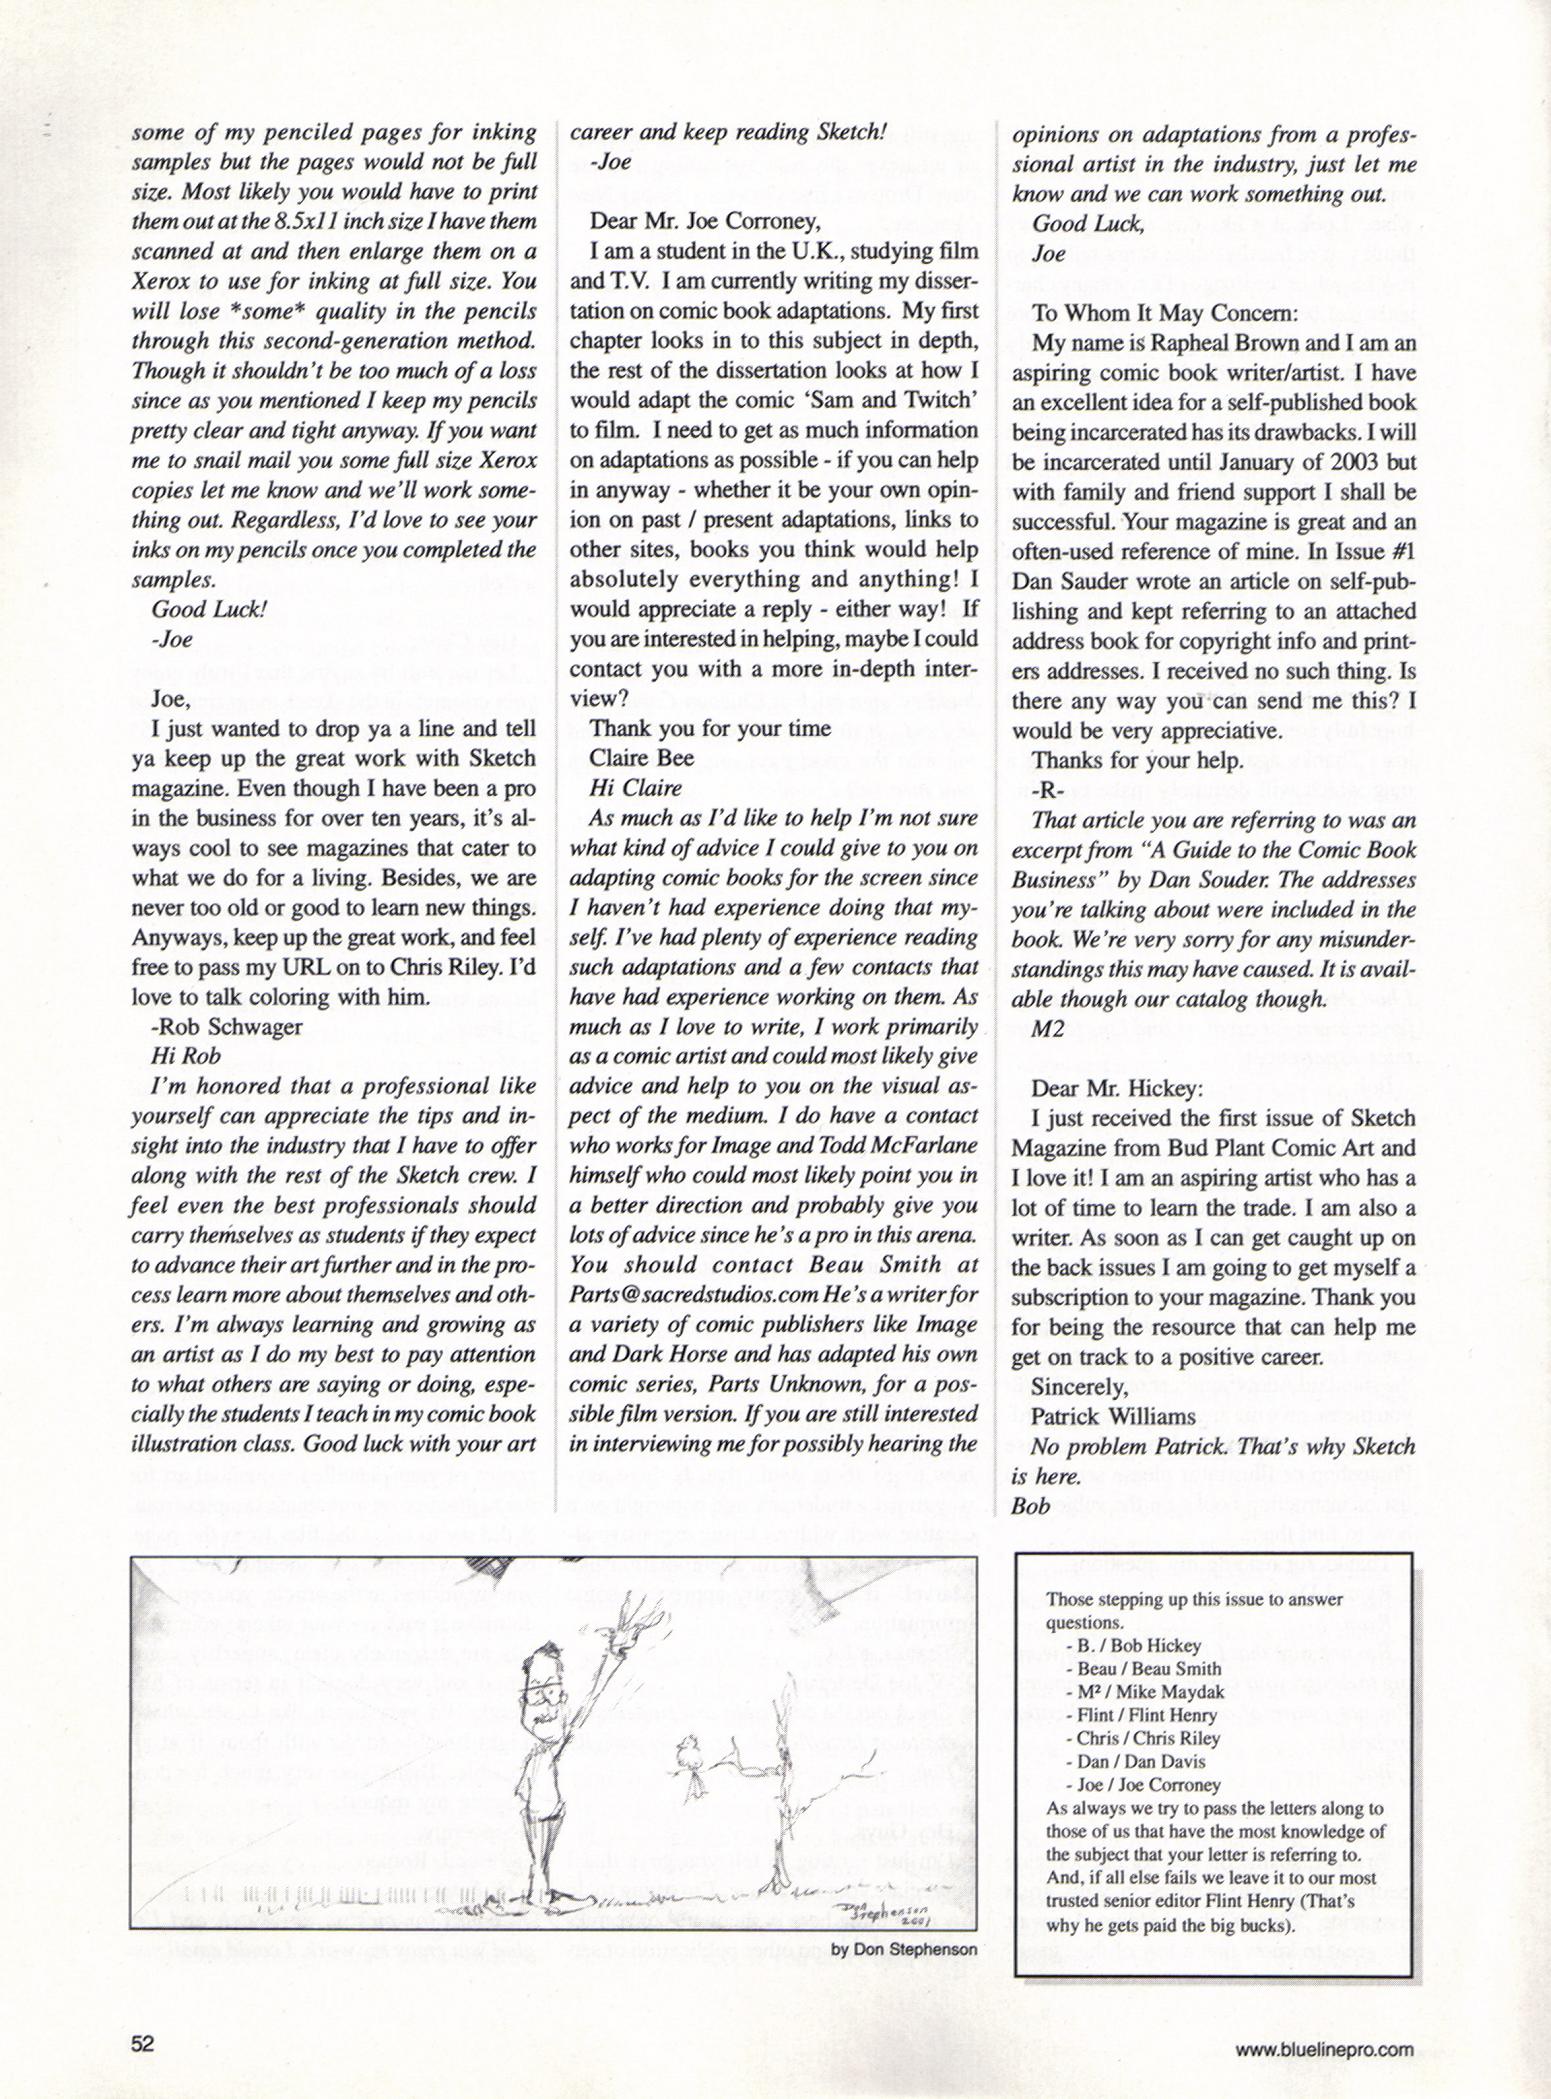 some of my penciled pages for inking
samples but the pages would not be full
size. Most likely you would have to print
them out at the 8.5x11 inch size I have them
scanned at and then enlarge them on a
Xerox to use for inking at full size. You
will lose *some* quality in the pencils
through this second-generation method.
Though it shouldn't be too much of a loss
since as you mentioned I keep my pencils
pretty clear and tight anyway. If you want
me to snail mail you some full size Xerox
copies let me know and we'll work some-
thing out. Regardless, I'd love to see your
inks on my pencils once you completed the
samples.
Good Luck!
-Joe
Joe,
I just wanted to drop ya a line and tell
ya keep up the great work with Sketch
magazine. Even though I have been a pro
in the business for over ten years, it's al-
ways cool to see magazines that cater to
what we do for a living. Besides, we are
never too old or good to learn new things.
Anyways, keep up the great work, and feel
free to pass my URL on to Chris Riley. I'd
love to talk coloring with him.
-Rob Schwager
Hi Rob
I'm honored that a professional like
yourself can appreciate the tips and in-
sight into the industry that I have to offer
along with the rest of the Sketch crew. I
feel even the best professionals should
carry themselves as students if they expect
to advance their art further and in the pro-
cess learn more about themselves and oth-
ers. I'm always learning and growing as
an artist as I do my best to pay attention
to what others are saying or doing, espe-
cially the students I teach in my comic book
illustration class. Good luck with your art
career and keep reading Sketch!
-Joe
Dear Mr. Joe Corroney,
I am a student in the U.K., studying film
and T.V. I am currently writing my disser-
tation on comic book adaptations. My first
chapter looks in to this subject in depth,
the rest of the dissertation looks at how I
would adapt the comic 'Sam and Twitch'
to film. I need to get as much information
on adaptations as possible - if you can help
in anyway - whether it be your own opin-
ion on past / present adaptations, links to
other sites, books you think would help
absolutely everything and anything! I
would appreciate a reply - either way! If
you are interested in helping, maybe I could
contact you with a more in-depth inter-
view?
Thank you for your time
Claire Bee
Hi Claire
As much as I'd like to help I'm not sure
what kind of advice I could give to you on
adapting comic books for the screen since
I haven't had experience doing that my-
self. I've had plenty of experience reading
such adaptations and a few contacts that
have had experience working on them. As
much as I love to write, I work primarily
as a comic artist and could most likely give
advice and help to you on the visual as-
pect of the medium. I do have a contact
who works for Image and Todd McFarlane
himself who could most likely point you in
a better direction and probably give you
lots of advice since he's a pro in this arena.
You should contact Beau Smith at
Parts@sacredstudios.com He's a writer for
a variety of comic publishers like Image
and Dark Horse and has adapted his own
comic series, Parts Unknown, for a pos-
sible film version. If you are still interested
in interviewing me for possibly hearing the
opinions on adaptations from a profes-
sional artist in the industry, just let me
know and we can work something out.
Good Luck,
Joe
To Whom It May Concern:
My name is Rapheal Brown and I am an
aspiring comic book writer/artist. I have
an excellent idea for a self-published book
being incarcerated has its drawbacks. I will
be incarcerated until January of 2003 but
with family and friend support I shall be
successful. Your magazine is great and an
often-used reference of mine. In Issue #1
Dan Sauder wrote an article on self-pub-
lishing and kept referring to an attached
address book for copyright info and print-
ers addresses. I received no such thing. Is
there any way you can send me this? I
would be very appreciative.
Thanks for your help.
-R-
That article you are referring to was an
excerpt from "A Guide to the Comic Book
Business" by Dan Souder. The addresses
you're talking about were included in the
book. We're very sorry for any misunder-
standings this may have caused. It is avail-
able though our catalog though.
M2
Dear Mr. Hickey:
I just received the first issue of Sketch
Magazine from Bud Plant Comic Art and
I love it! I am an aspiring artist who has a
lot of time to learn the trade. I am also a
writer. As soon as I can get caught up on
the back issues I am going to get myself a
subscription to your magazine. Thank you
for being the resource that can help me
get on track to a positive career.
Sincerely,
Patrick Williams
No problem Patrick. That's why Sketch
is here.
Bob
Don
Stephenson
2001
by Don Stephenson
Those stepping up this issue to answer
questions.
- B. / Bob Hickey
- Beau / Beau Smith
- M² / Mike Maydak
- Flint / Flint Henry
- Chris / Chris Riley
- Dan / Dan Davis
- Joe / Joe Corroney
As always we try to pass the letters along to
those of us that have the most knowledge of
the subject that your letter is referring to.
And, if all else fails we leave it to our most
trusted senior editor Flint Henry (That's
why he gets paid the big bucks).
52
www.bluelinepro.com